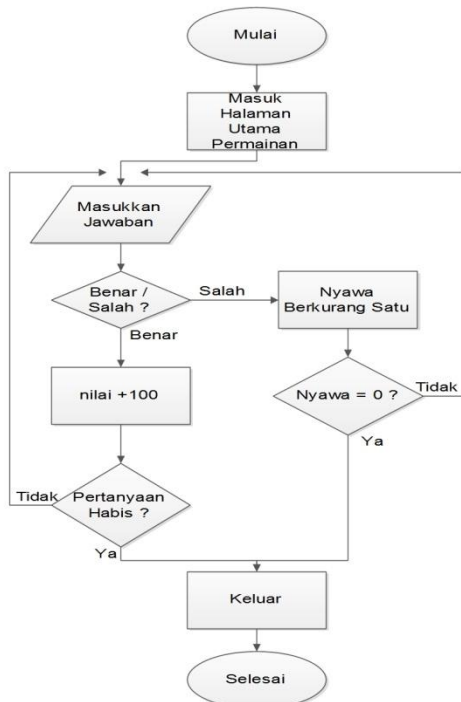 Mulai
Masuk
Halaman
Utama
Permainan
Masukkan
Jawaban
Benar /
Salah ?
Salah
Nyawa
Berkurang Satu
Benar
nilai +100
Nyawa = 0 ?
Tidak
Ya
Pertanyaan
Habis ?
Tidak
Ya
Keluar
Selesai